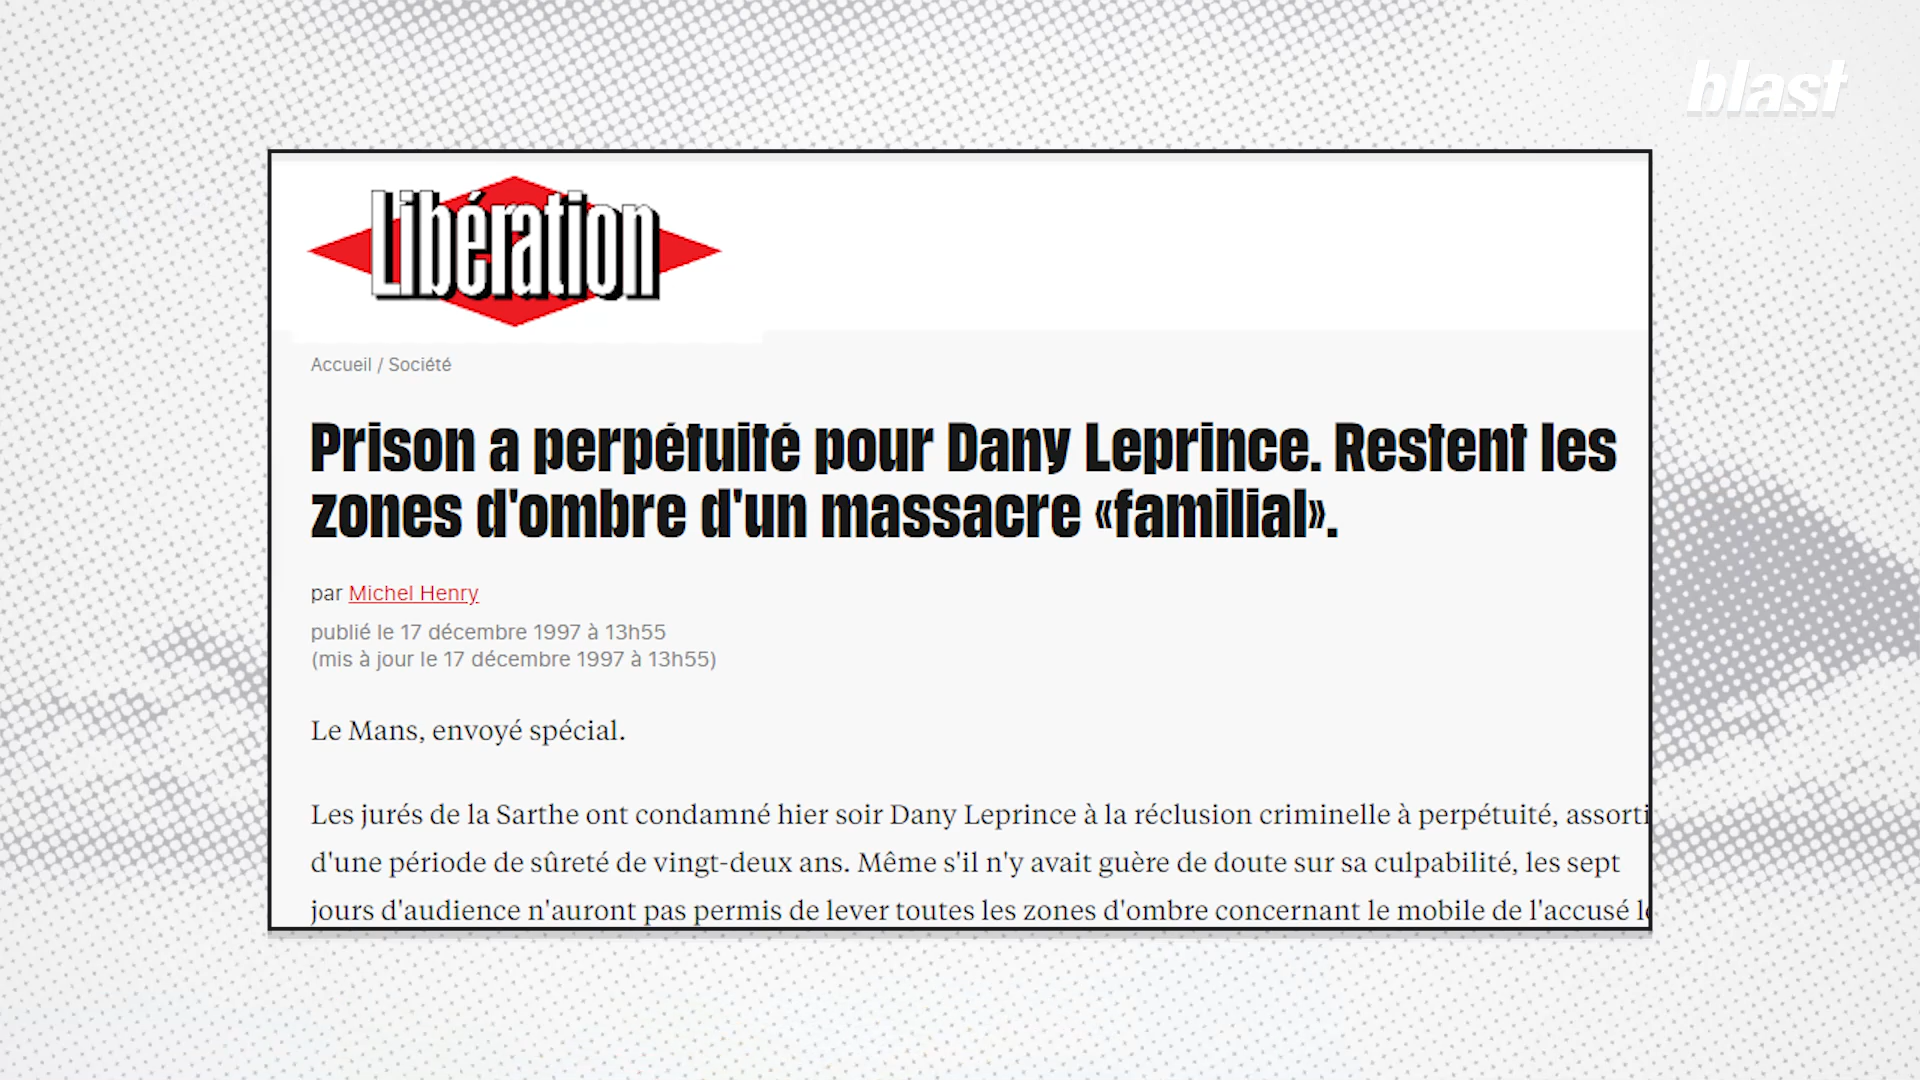 blast
Libération
Accueil / Société
Prison a perpétuité pour Dany Leprince. Restent les
zones d'ombre d'un massacre «familial».
par Michel Henry
publié le 17 décembre 1997 à 13h55
(mis à jour le 17 décembre 1997 à 13h55)
Le Mans, envoyé spécial.
Les jurés de la Sarthe ont condamné hier soir Dany Leprince à la réclusion criminelle à perpétuité, assorti
d'une période de sûreté de vingt-deux ans. Même s'il n'y avait guère de doute sur sa culpabilité, les sept
jours d'audience n'auront pas permis de lever toutes les zones d'ombre concernant le mobile de l'accusé